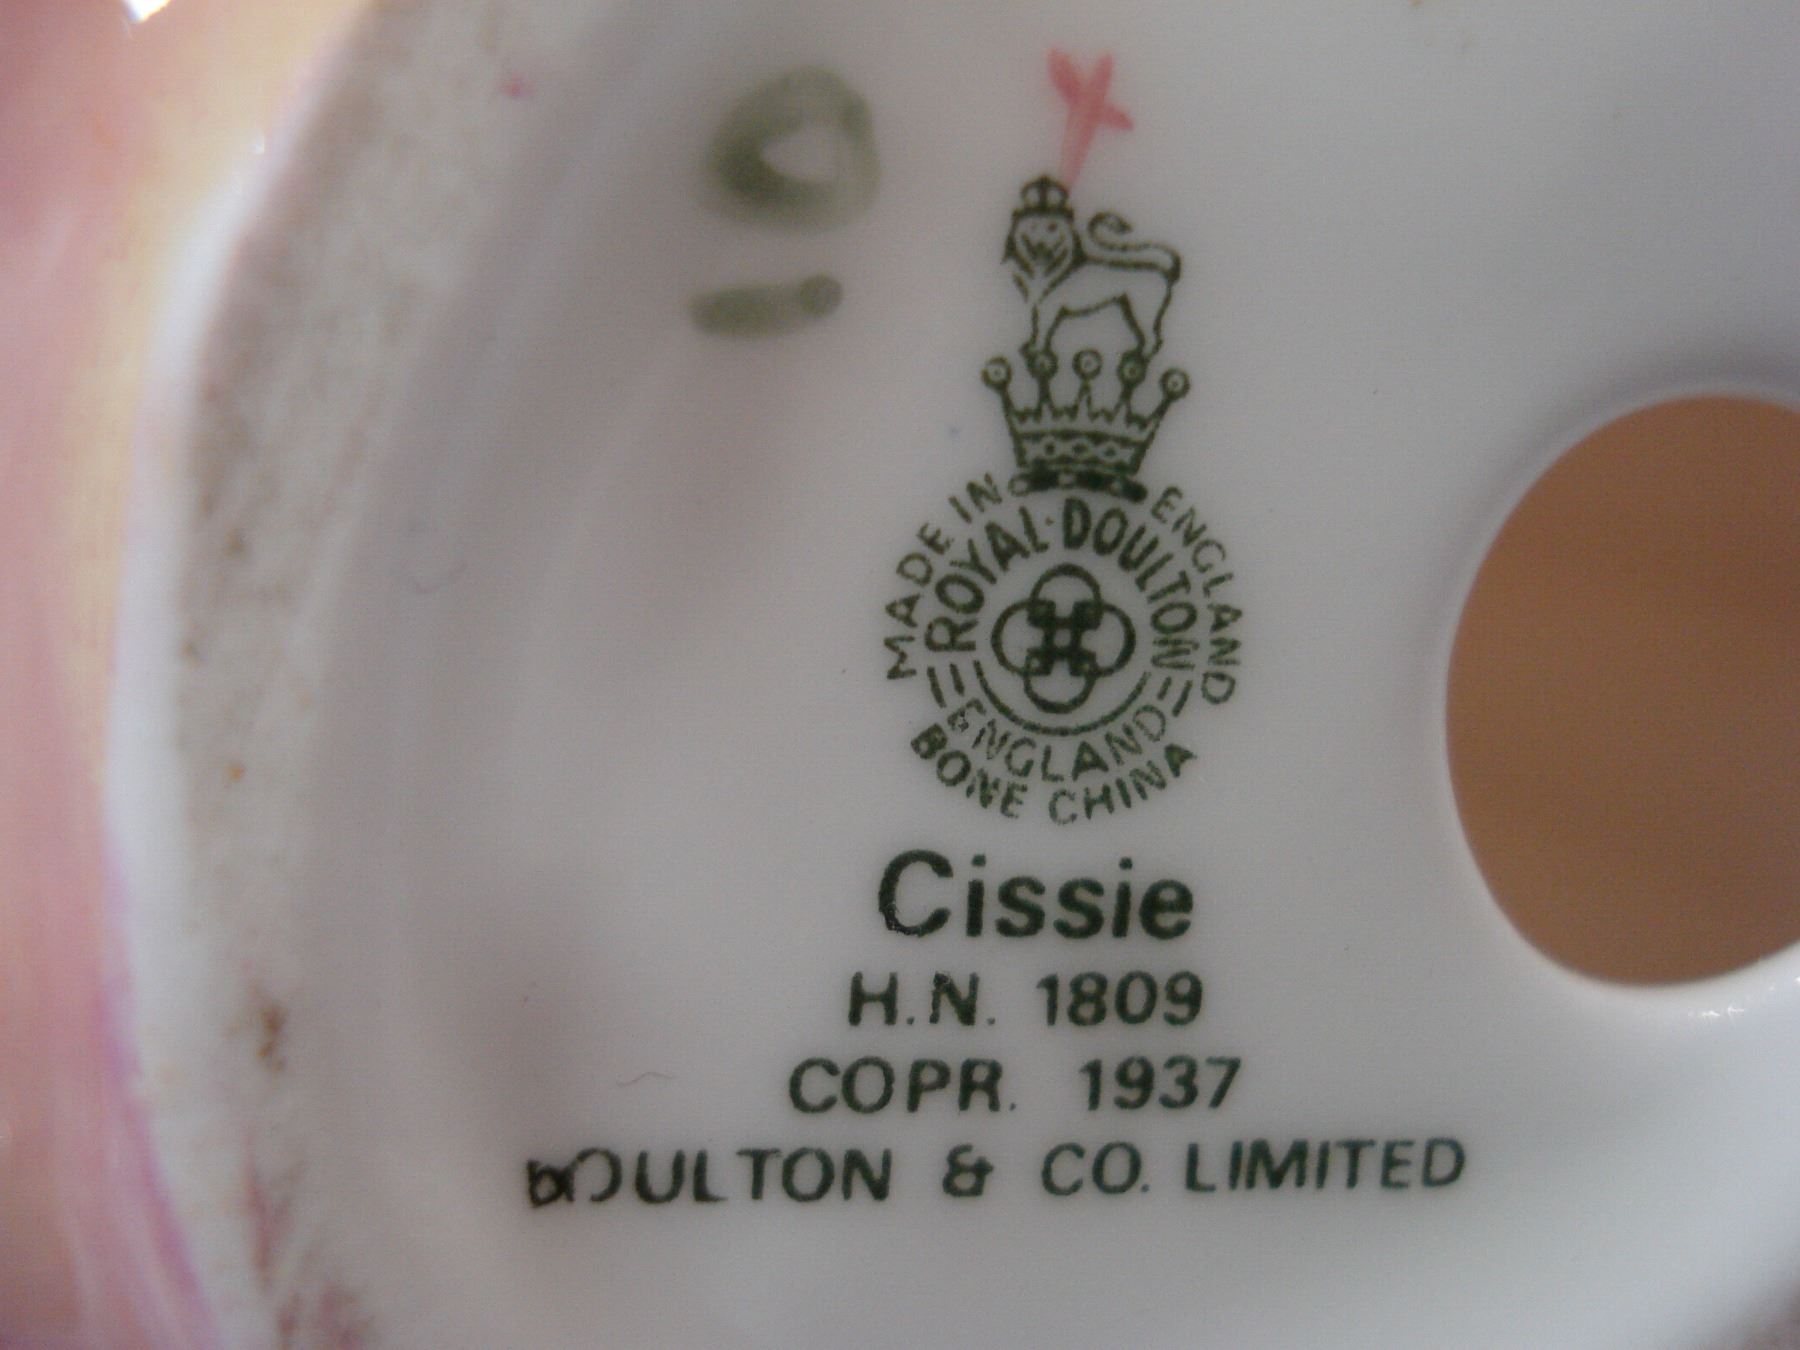 MADE IN ENGLAND
ROYAL DOULTON
ENGLAND
BONE CHINA
Cissie
H.N. 1809
COPR. 1937
DOULTON & CO. LIMITED